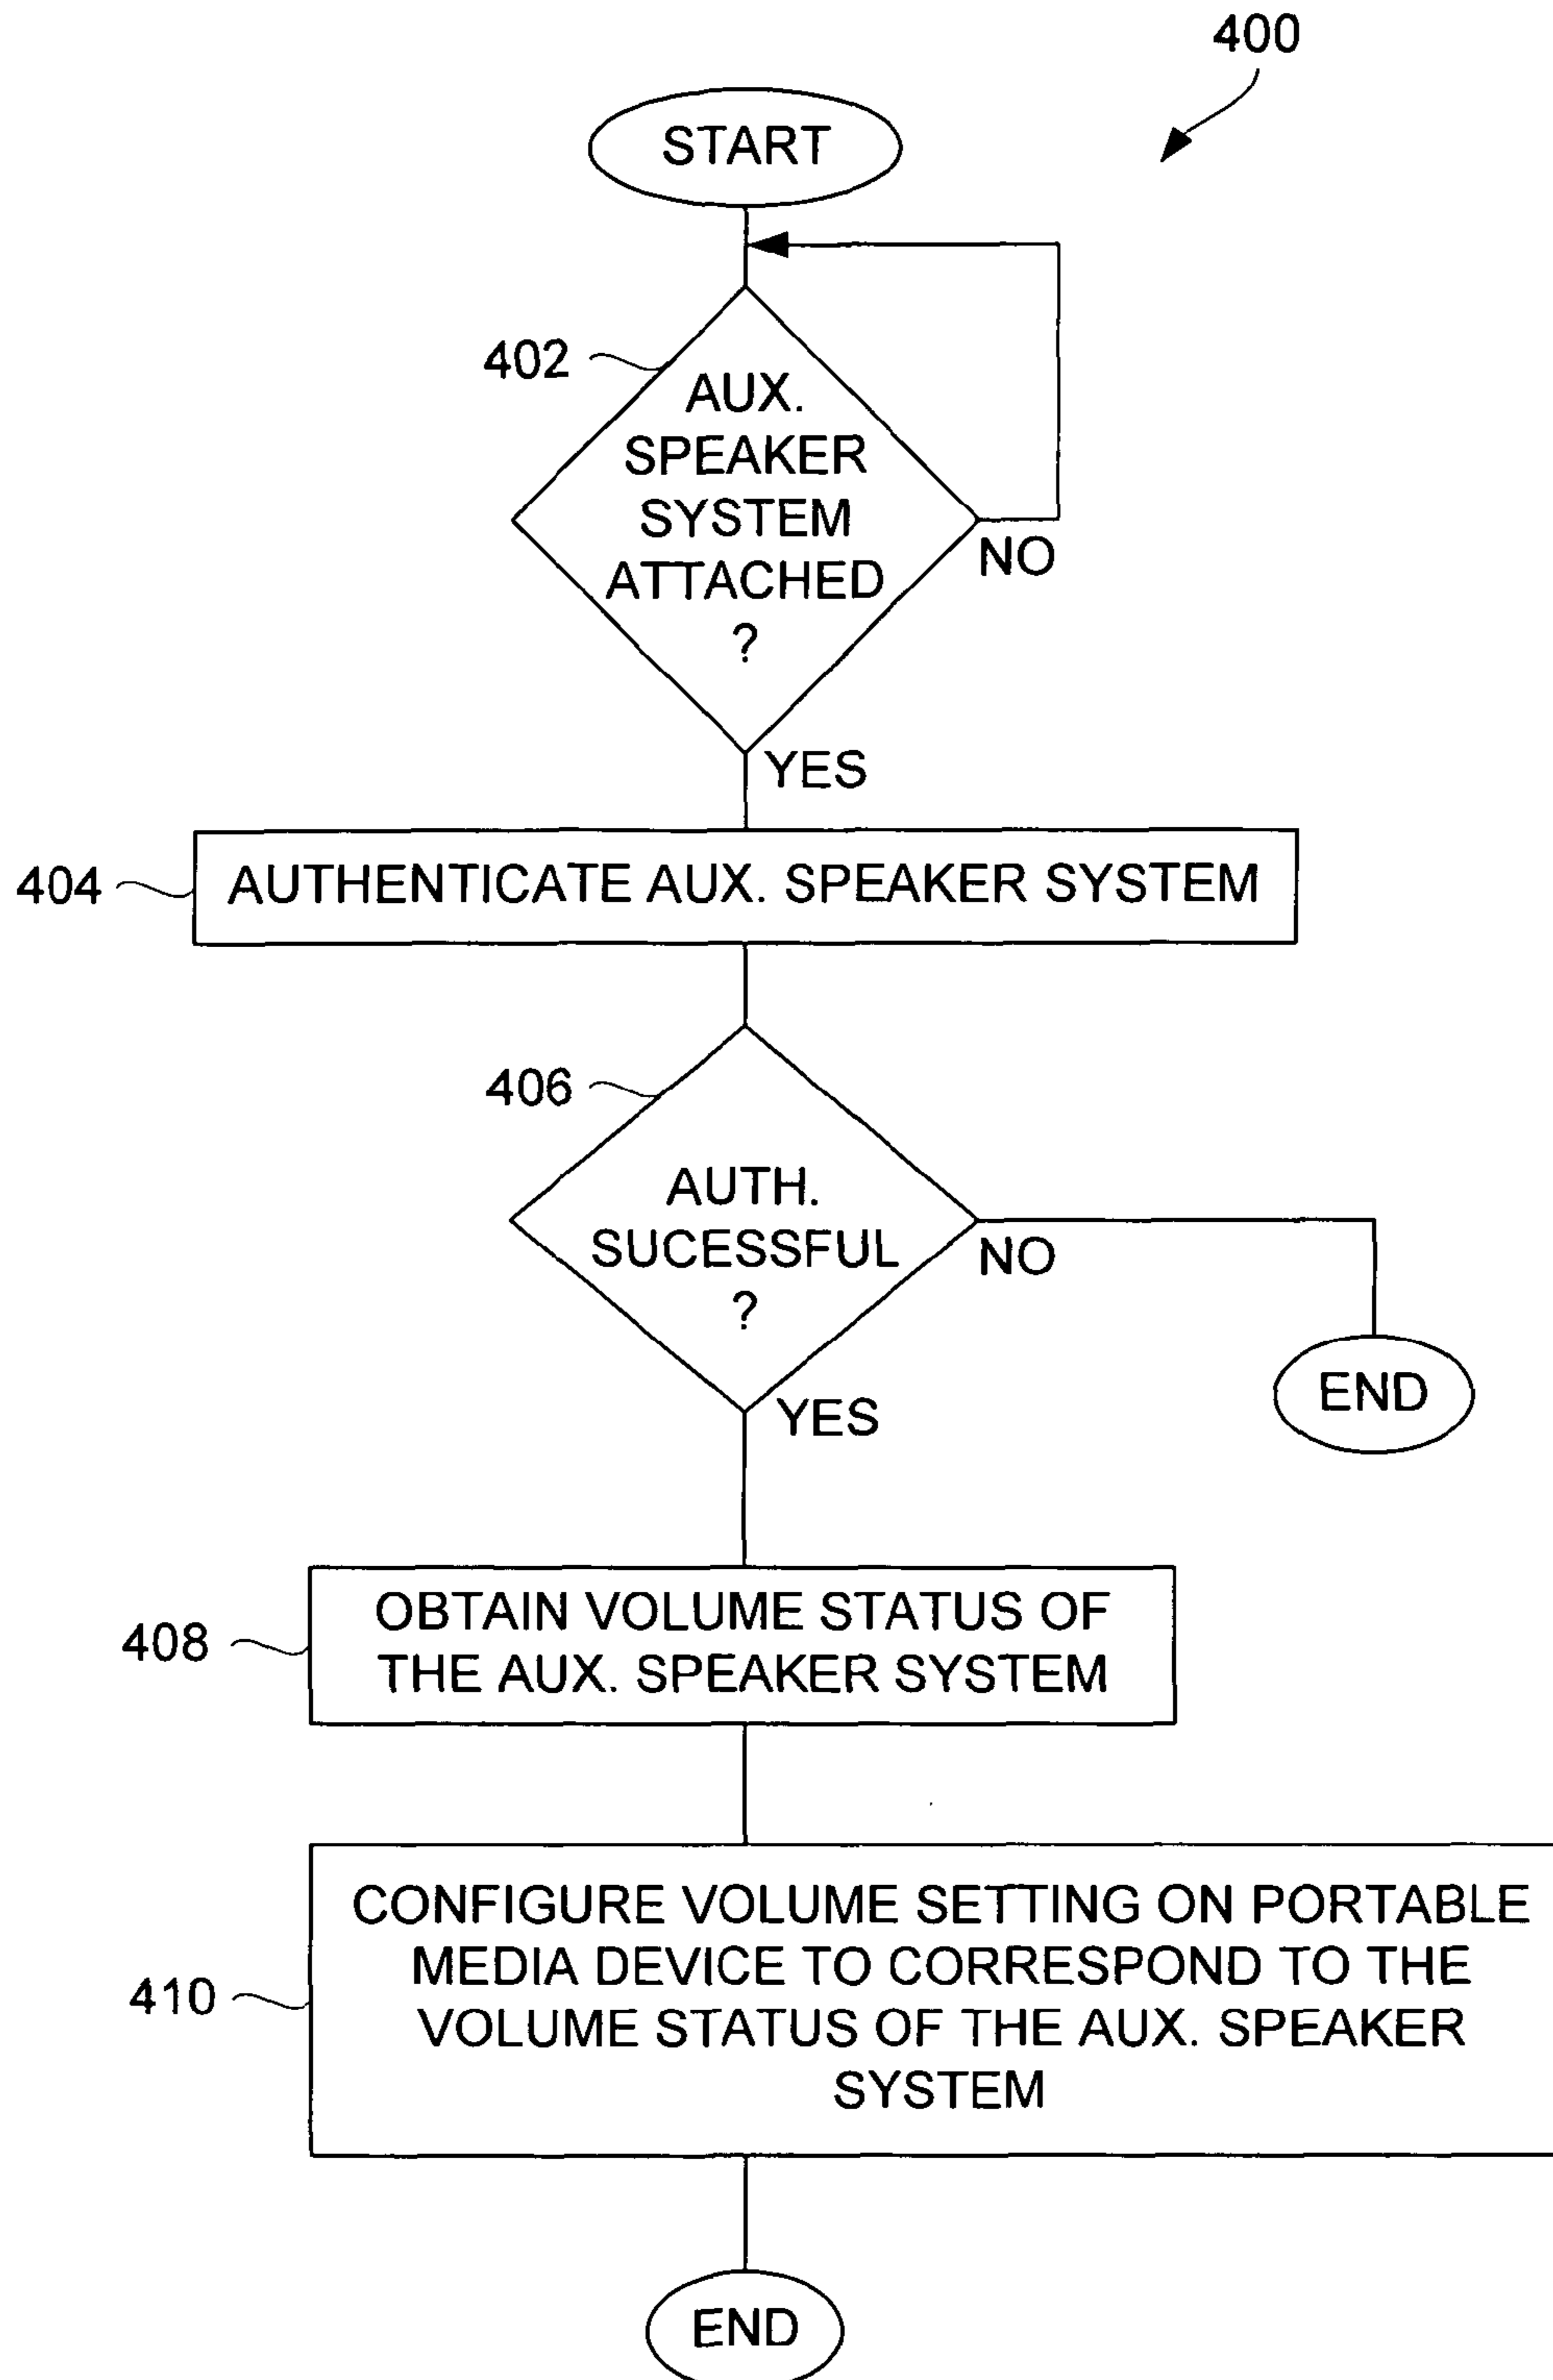 400
START
402
AUX.
SPEAKER
SYSTEM
ATTACHED
?
NO
YES
404
AUTHENTICATE AUX. SPEAKER SYSTEM
406
AUTH.
SUCESSFUL
?
NO
END
YES
408
OBTAIN VOLUME STATUS OF
THE AUX. SPEAKER SYSTEM
410
CONFIGURE VOLUME SETTING ON PORTABLE
MEDIA DEVICE TO CORRESPOND TO THE
VOLUME STATUS OF THE AUX. SPEAKER
SYSTEM
END